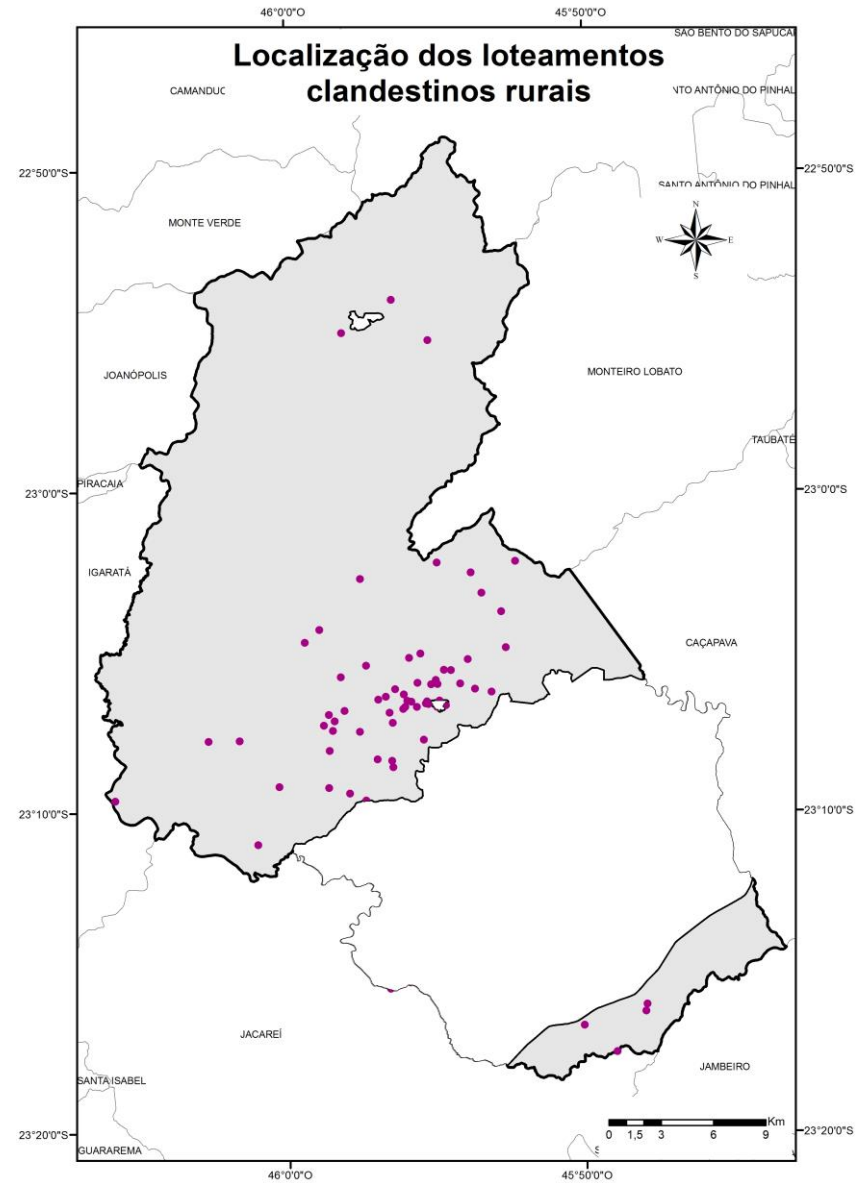 46°0'0"O 45°50'0"O
SÃO BENTO DO SAPUCAI
Localização dos loteamentos
clandestinos rurais
CAMANDUC
NTO ANTÔNIO DO PINHAL
22°50'0"S
22°50'0"S
SANTO ANTÔNIO DO PINHAL
N
W E
S
MONTE VERDE
JOANÓPOLIS
MONTEIRO LOBATO
TAUBATÉ
PIRACAIA
23°0'0"S
23°0'0"S
IGARATÁ
CAÇAPAVA
23°10'0"S
23°10'0"S
JACAREÍ
JAMBEIRO
SANTA ISABEL
Km
0 1,5 3 6 9
23°20'0"S
23°20'0"S
GUARAREMA
46°0'0"O 45°50'0"O